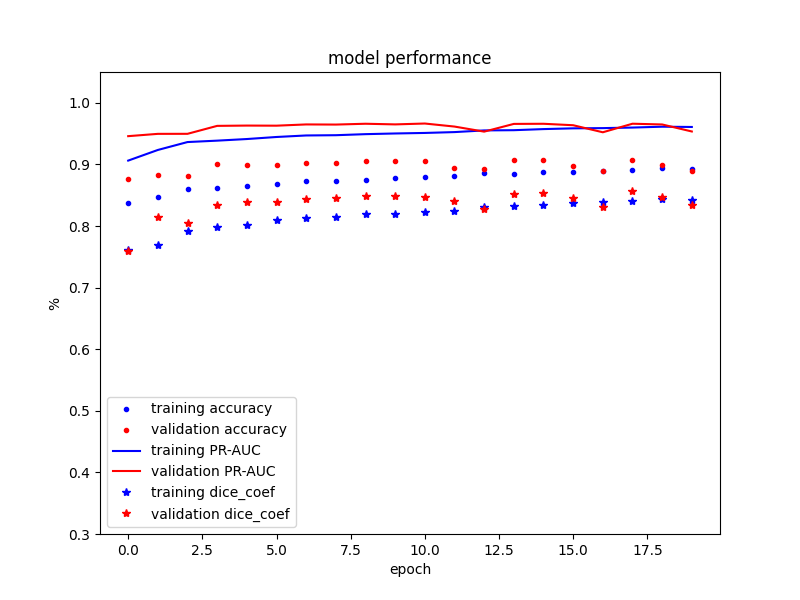 model performance
1.0
0.9
0.8
0.7
0.6
0.5
0.4
0.3
%
training accuracy
validation accuracy
training PR-AUC
validation PR-AUC
training dice_coef
validation dice_coef
0.0 2.5 5.0 7.5 10.0 12.5 15.0 17.5
epoch